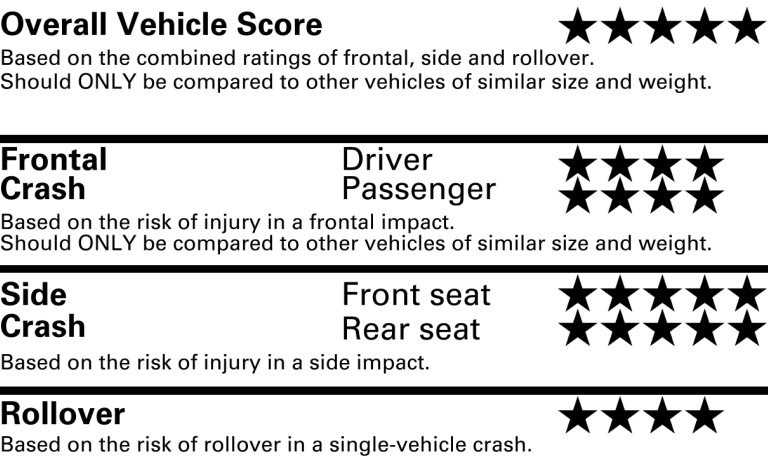 Overall Vehicle Score ★★★★★
Based on the combined ratings of frontal, side and rollover.
Should ONLY be compared to other vehicles of similar size and weight.
Frontal Driver ★★★★
Crash Passenger ★★★★
Based on the risk of injury in a frontal impact.
Should ONLY be compared to other vehicles of similar size and weight.
Side Front seat ★★★★★
Crash Rear seat ★★★★★
Based on the risk of injury in a side impact.
Rollover ★★★★
Based on the risk of rollover in a single-vehicle crash.